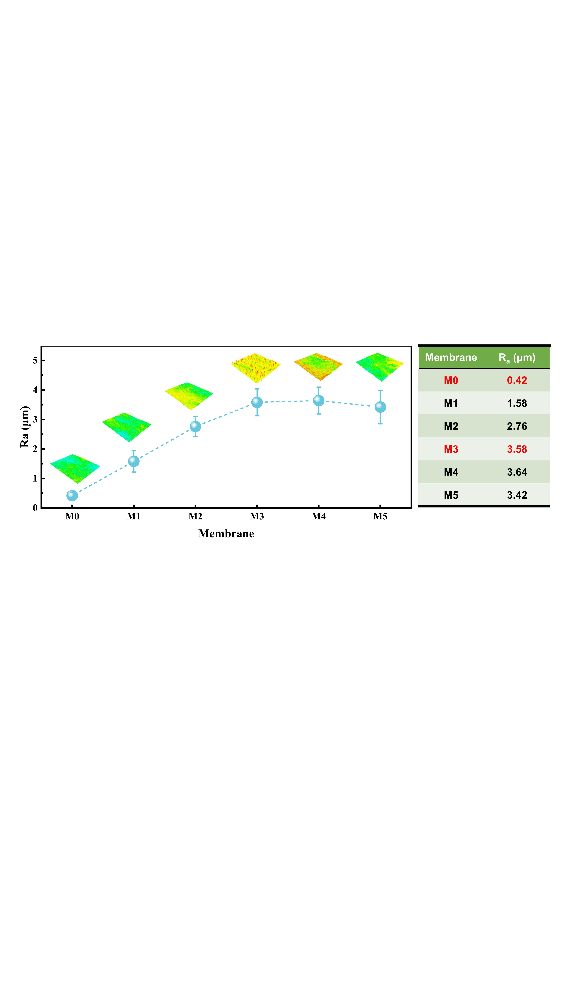 5
4
3
2
1
0
Ra (μm)
M0 M1 M2 M3 M4 M5
Membrane
Membrane Ra (μm)
M0 0.42
M1 1.58
M2 2.76
M3 3.58
M4 3.64
M5 3.42